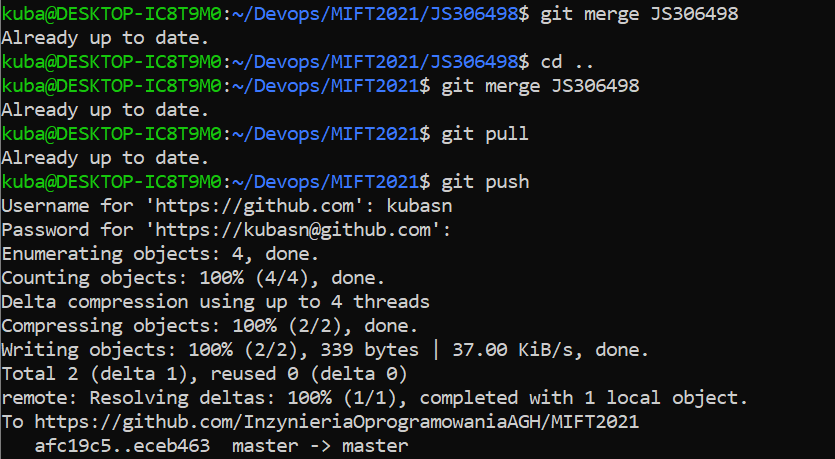 kuba@DESKTOP-IC8T9M0:~/Devops/MIFT2021/JS306498$ git merge JS306498
Already up to date.
kuba@DESKTOP-IC8T9M0:~/Devops/MIFT2021/JS306498$ cd ..
kuba@DESKTOP-IC8T9M0:~/Devops/MIFT2021$ git merge JS306498
Already up to date.
kuba@DESKTOP-IC8T9M0:~/Devops/MIFT2021$ git pull
Already up to date.
kuba@DESKTOP-IC8T9M0:~/Devops/MIFT2021$ git push
Username for 'https://github.com': kubasn
Password for 'https://kubasn@github.com':
Enumerating objects: 4, done.
Counting objects: 100% (4/4), done.
Delta compression using up to 4 threads
Compressing objects: 100% (2/2), done.
Writing objects: 100% (2/2), 339 bytes | 37.00 KiB/s, done.
Total 2 (delta 1), reused 0 (delta 0)
remote: Resolving deltas: 100% (1/1), completed with 1 local object.
To https://github.com/InzynieriaOprogramowaniaAGH/MIFT2021
   afc19c5..eceb463  master -> master